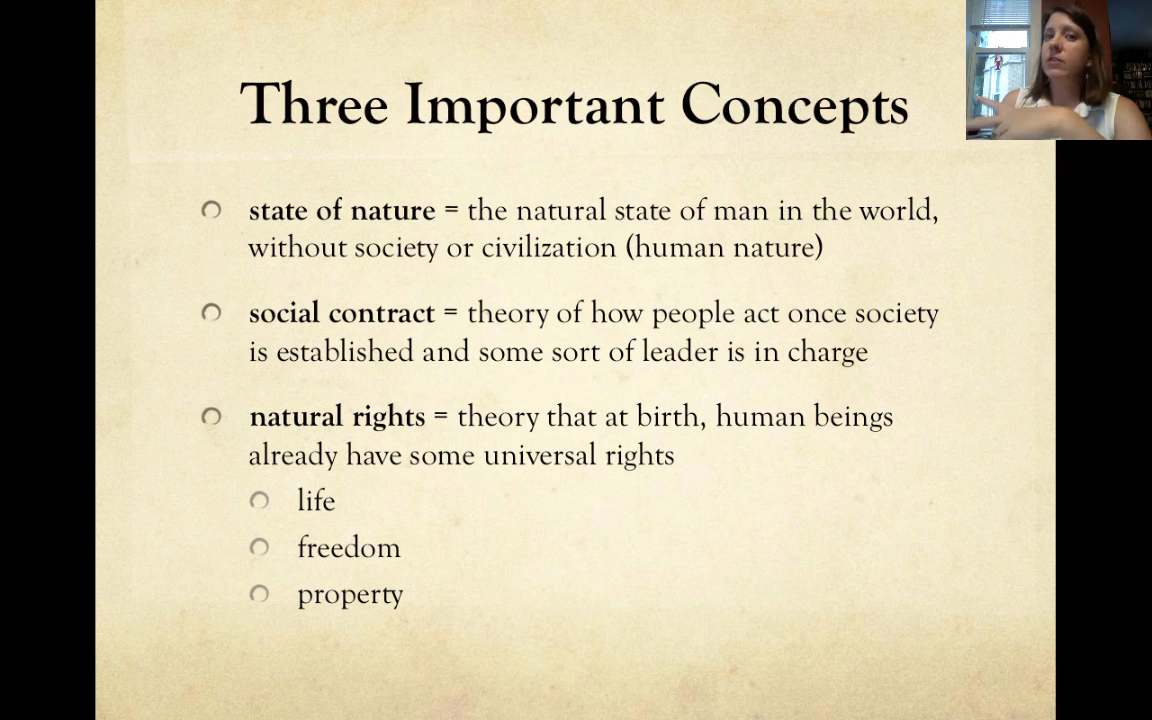 Three Important Concepts
state of nature = the natural state of man in the world,
without society or civilization (human nature)
social contract = theory of how people act once society
is established and some sort of leader is in charge
natural rights = theory that at birth, human beings
already have some universal rights
life
freedom
property